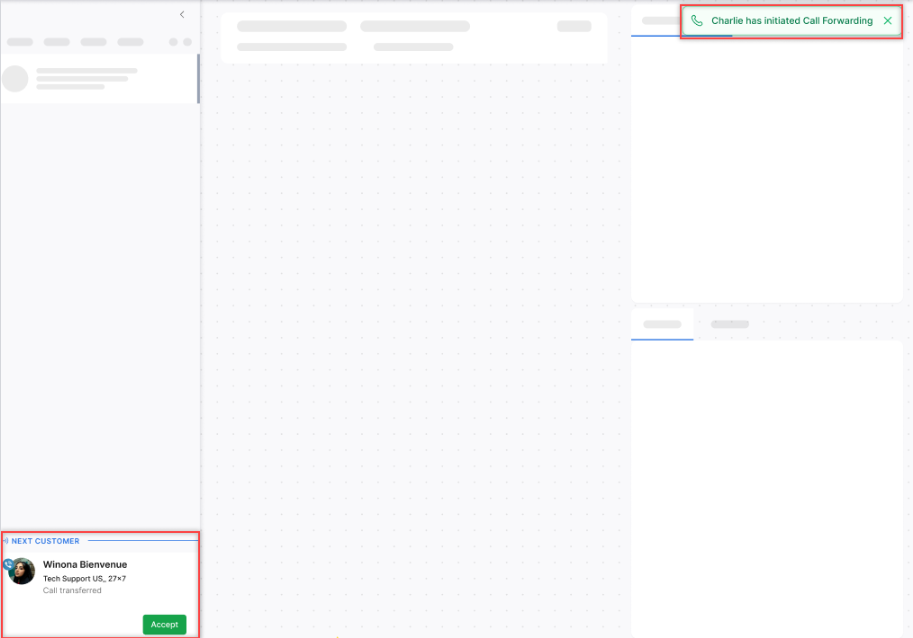 Charlie has initiated Call Forwarding
NEXT CUSTOMER
Winona Bienvenue
Tech Support US_ 27×7
Call transferred
Accept